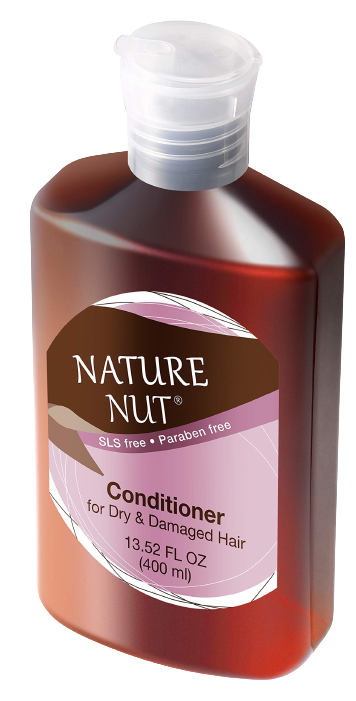 NATURE
NUT®
SLS free • Paraben free
Conditioner
for Dry & Damaged Hair
13.52 FL OZ
(400 ml)